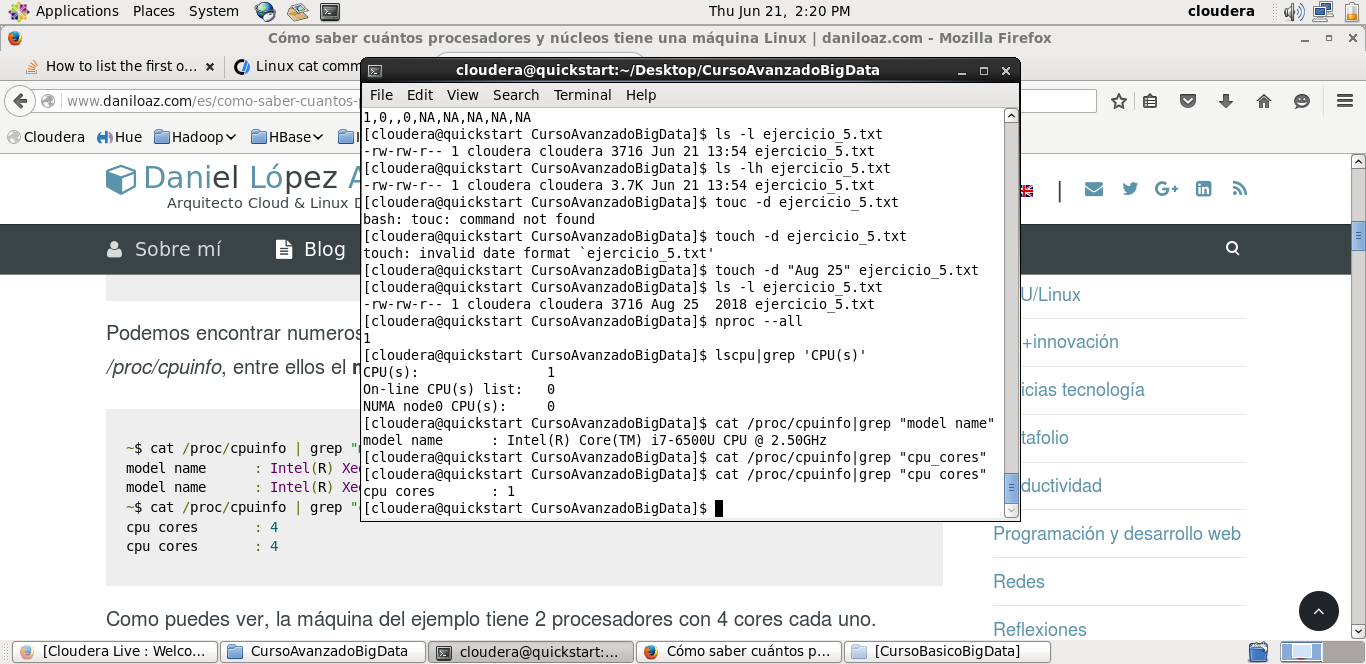 Applications Places System Thu Jun 21, 2:20 PM cloudera
Cómo saber cuántos procesadores y núcleos tiene una máquina Linux | daniloaz.com - Mozilla Firefox
How to list the first o... × Linux cat comm
www.daniloaz.com/es/como-saber-cuantos-
Cloudera Hue Hadoop HBase
Daniel López A
Arquitecto Cloud & Linux D
Sobre mí Blog
Podemos encontrar numeros
/proc/cpuinfo, entre ellos el
~$ cat /proc/cpuinfo | grep "
model name : Intel(R) Xe
model name : Intel(R) Xe
~$ cat /proc/cpuinfo | grep "
cpu cores : 4
cpu cores : 4
Como puedes ver, la máquina del ejemplo tiene 2 procesadores con 4 cores cada uno.
cloudera@quickstart:~/Desktop/CursoAvanzadoBigData
File Edit View Search Terminal Help
1,0,,0,NA,NA,NA,NA,NA
[cloudera@quickstart CursoAvanzadoBigData]$ ls -l ejercicio_5.txt
-rw-rw-r-- 1 cloudera cloudera 3716 Jun 21 13:54 ejercicio_5.txt
[cloudera@quickstart CursoAvanzadoBigData]$ ls -lh ejercicio_5.txt
-rw-rw-r-- 1 cloudera cloudera 3.7K Jun 21 13:54 ejercicio_5.txt
[cloudera@quickstart CursoAvanzadoBigData]$ touc -d ejercicio_5.txt
bash: touc: command not found
[cloudera@quickstart CursoAvanzadoBigData]$ touch -d ejercicio_5.txt
touch: invalid date format `ejercicio_5.txt'
[cloudera@quickstart CursoAvanzadoBigData]$ touch -d "Aug 25" ejercicio_5.txt
[cloudera@quickstart CursoAvanzadoBigData]$ ls -l ejercicio_5.txt
-rw-rw-r-- 1 cloudera cloudera 3716 Aug 25  2018 ejercicio_5.txt
[cloudera@quickstart CursoAvanzadoBigData]$ nproc --all
1
[cloudera@quickstart CursoAvanzadoBigData]$ lscpu|grep 'CPU(s)'
CPU(s): 1
On-line CPU(s) list: 0
NUMA node0 CPU(s): 0
[cloudera@quickstart CursoAvanzadoBigData]$ cat /proc/cpuinfo|grep "model name"
model name : Intel(R) Core(TM) i7-6500U CPU @ 2.50GHz
[cloudera@quickstart CursoAvanzadoBigData]$ cat /proc/cpuinfo|grep "cpu_cores"
[cloudera@quickstart CursoAvanzadoBigData]$ cat /proc/cpuinfo|grep "cpu cores"
cpu cores : 1
[cloudera@quickstart CursoAvanzadoBigData]$
U/Linux
+innovación
icias tecnología
tafolio
ductividad
Programación y desarrollo web
Redes
Reflexiones
[Cloudera Live : Welco... CursoAvanzadoBigData cloudera@quickstart:... Cómo saber cuántos p... [CursoBasicoBigData]